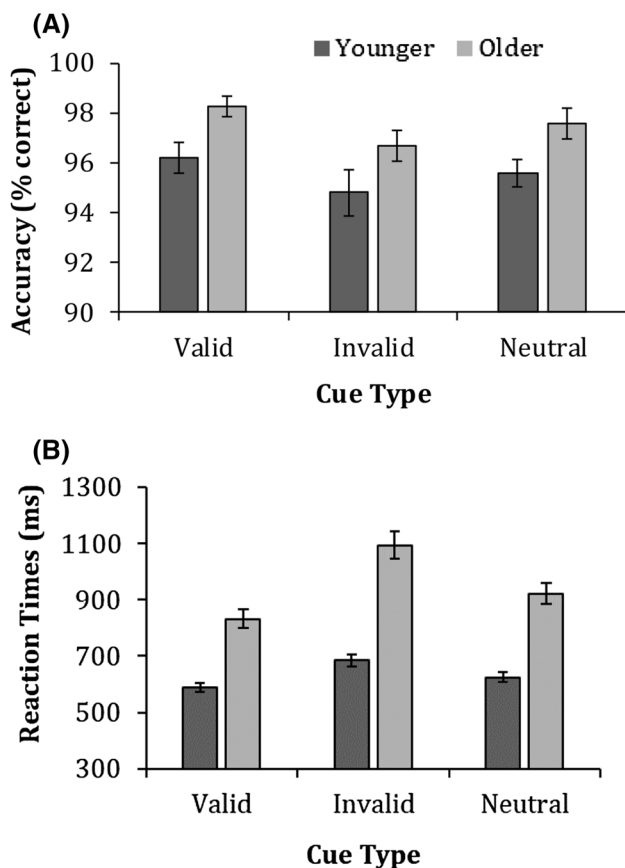 (A)
Younger Older
Accuracy (% correct)
100
98
96
94
92
90
Valid Invalid Neutral
Cue Type
(B)
Reaction Times (ms)
1300
1100
900
700
500
300
Valid Invalid Neutral
Cue Type